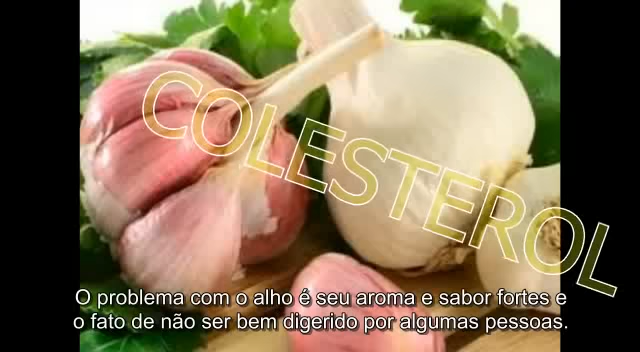 COLESTEROL
O problema com o alho é seu aroma e sabor fortes e
o fato de não ser bem digerido por algumas pessoas.